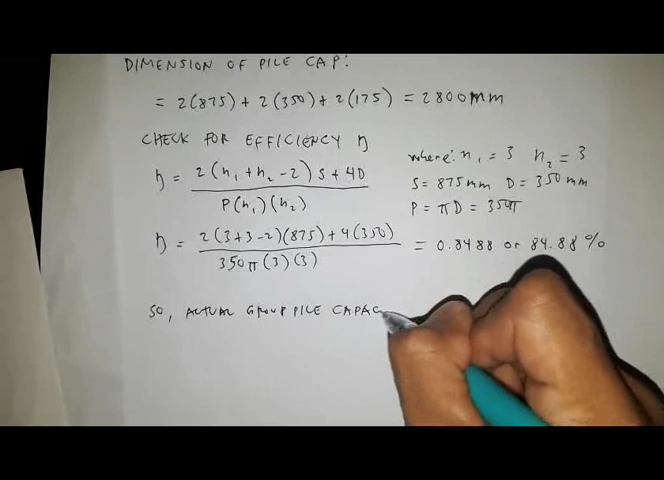 DIMENSION OF PILE CAP:
= 2(875) + 2(350) + 2(175) = 2800mm
CHECK FOR EFFICIENCY η
η = 2(n₁+n₂-2)S+4D / P(n₁)(n₂)
where: n₁ = 3 n₂ = 3
S = 875mm D = 350mm
P = πD = 350π
η = 2(3+3-2)(875)+4(350) / 350π(3)(3) = 0.8488 or 84.88%
SO, ACTUAL GROUP PILE CAPAC